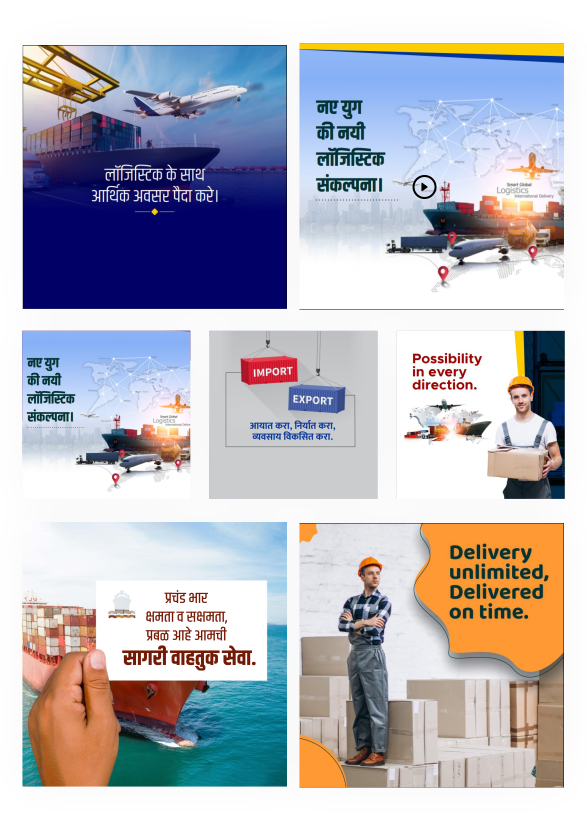 लॉजिस्टिक के साथ
आर्थिक अवसर पैदा करे।
नए युग
की नयी
लॉजिस्टिक
संकल्पना।
Smart Global
Logistics
International Delivery
नए युग
की नयी
लॉजिस्टिक
संकल्पना।
Smart Global
Logistics
IMPORT
EXPORT
आयात करा, निर्यात करा,
व्यवसाय विकसित करा.
Possibility
in every
direction.
प्रचंड भार
क्षमता व सक्षमता,
प्रबळ आहे आमची
सागरी वाहतुक सेवा.
Delivery
unlimited,
Delivered
on time.